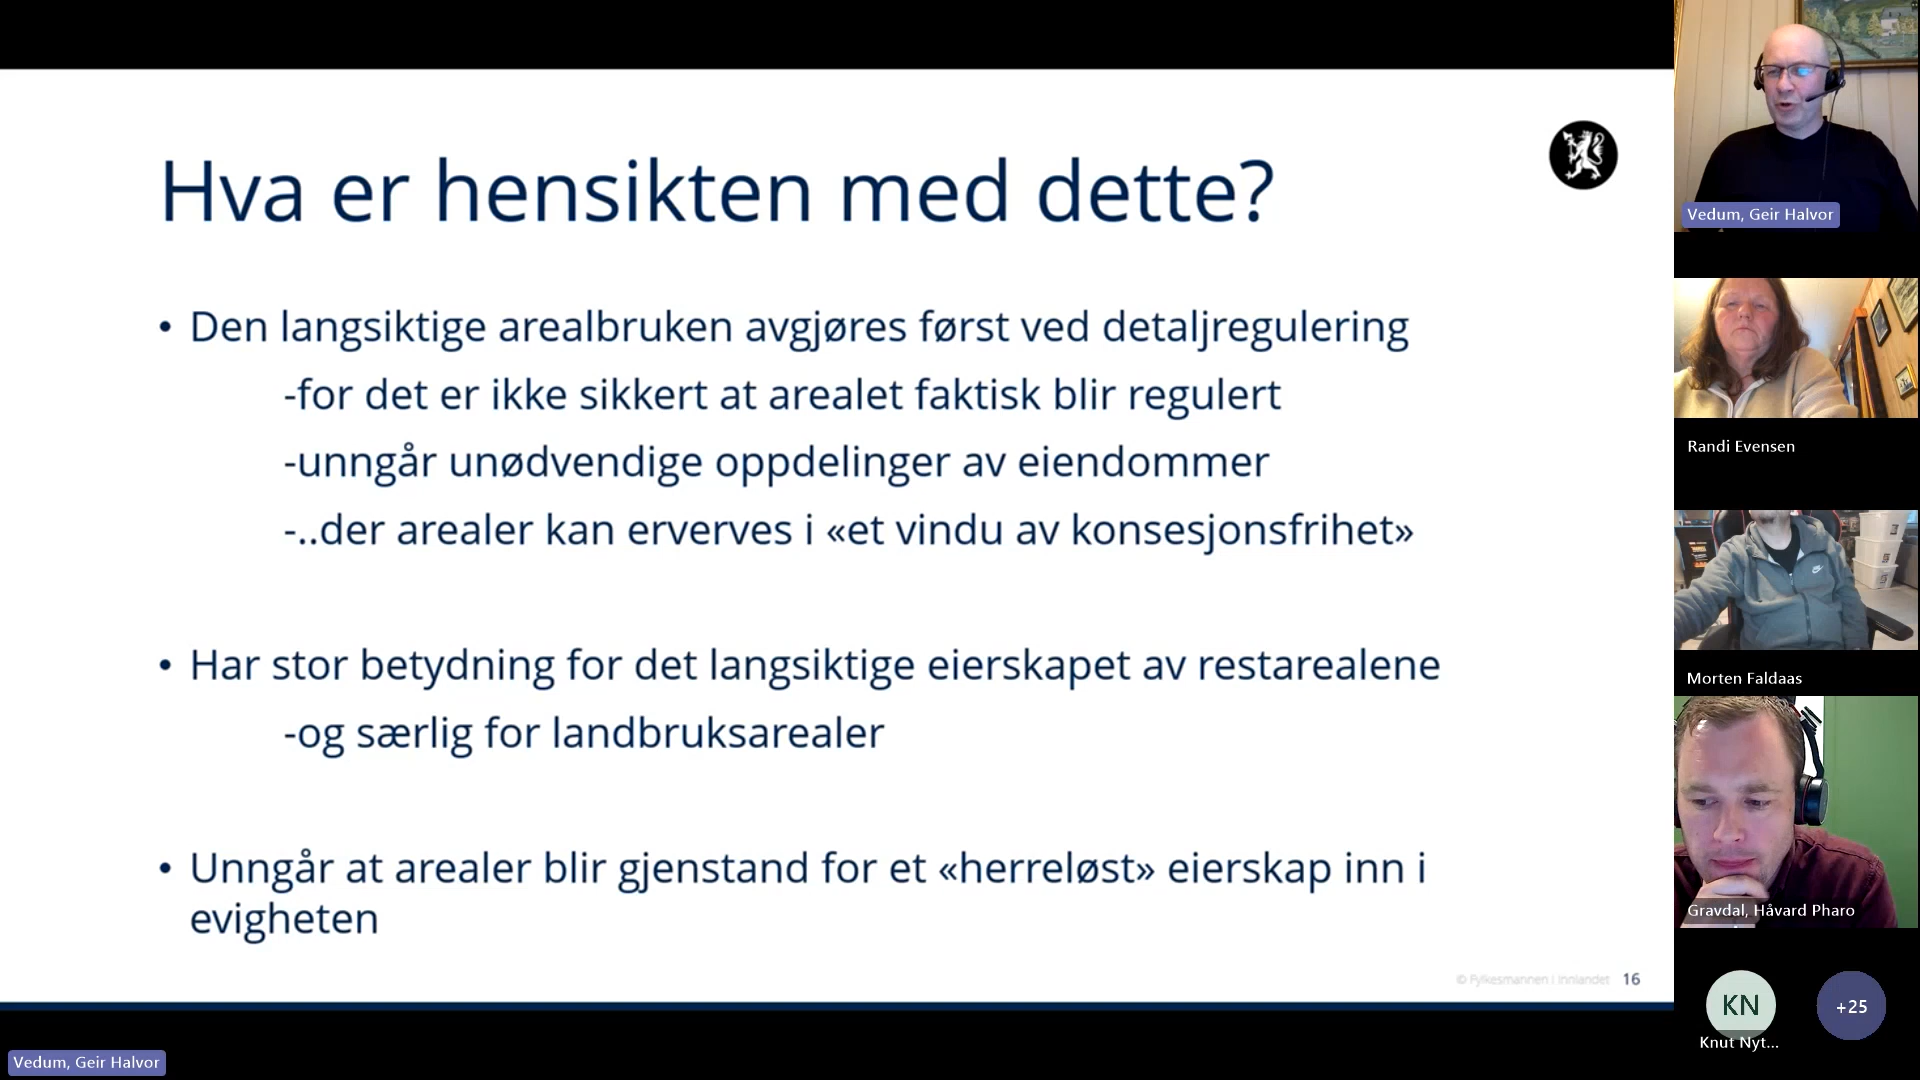 Hva er hensikten med dette?
• Den langsiktige arealbruken avgjøres først ved detaljregulering
-for det er ikke sikkert at arealet faktisk blir regulert
-unngår unødvendige oppdelinger av eiendommer
-..der arealer kan erverves i «et vindu av konsesjonsfrihet»
• Har stor betydning for det langsiktige eierskapet av restarealene
-og særlig for landbruksarealer
• Unngår at arealer blir gjenstand for et «herreløst» eierskap inn i
evigheten
© Fylkesmannen i Innlandet 16
Vedum, Geir Halvor
Vedum, Geir Halvor
Randi Evensen
Morten Faldaas
Gravdal, Håvard Pharo
KN
Knut Nyt...
+25